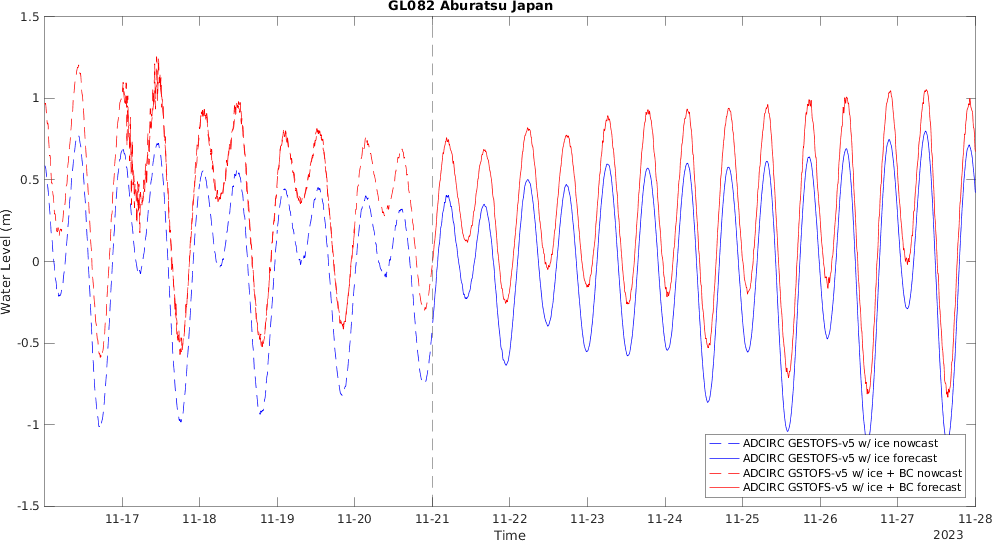 GL082 Aburatsu Japan
1.5
1
0.5
0
-0.5
-1
-1.5
Water Level (m)
ADCIRC GESTOFS-v5 w/ ice nowcast
ADCIRC GESTOFS-v5 w/ ice forecast
ADCIRC GSTOFS-v5 w/ ice + BC nowcast
ADCIRC GSTOFS-v5 w/ ice + BC forecast
11-17 11-18 11-19 11-20 11-21 11-22 11-23 11-24 11-25 11-26 11-27 11-28
Time
2023